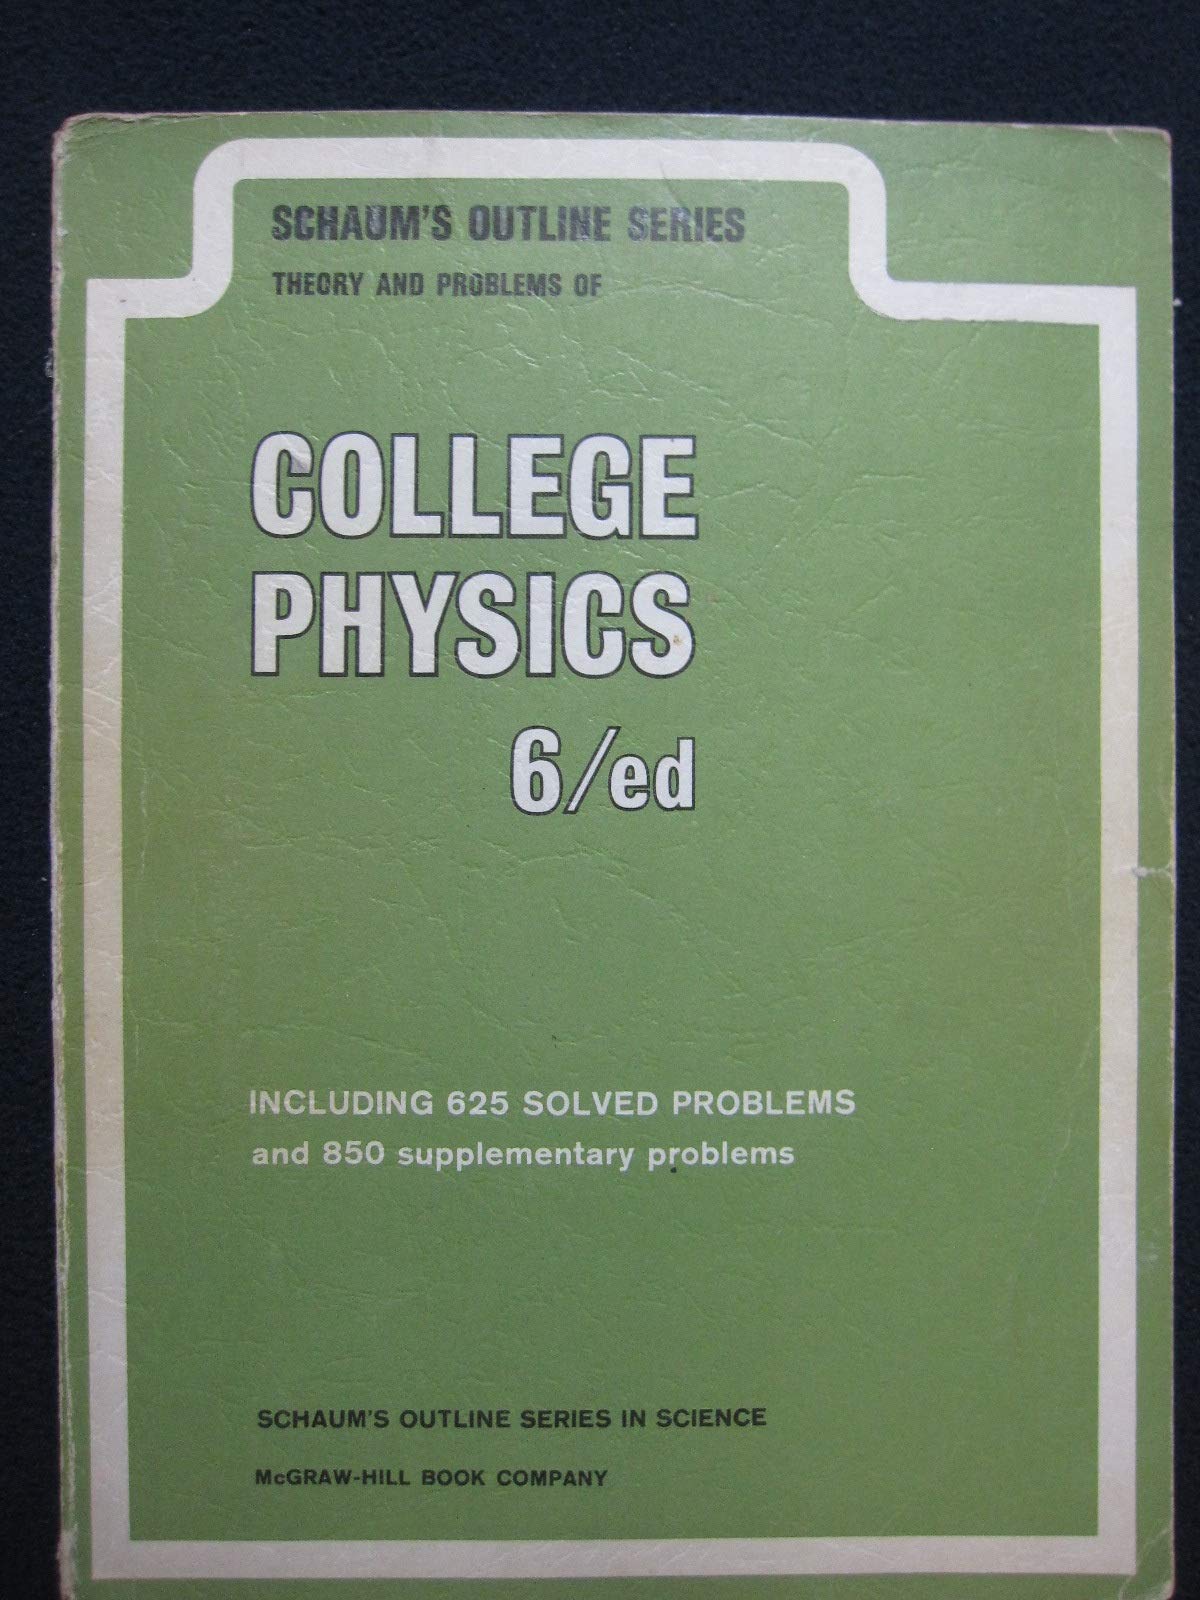 SCHAUM'S OUTLINE SERIES
THEORY AND PROBLEMS OF
COLLEGE
PHYSICS
6/ed
INCLUDING 625 SOLVED PROBLEMS
and 850 supplementary problems
SCHAUM'S OUTLINE SERIES IN SCIENCE
McGRAW-HILL BOOK COMPANY